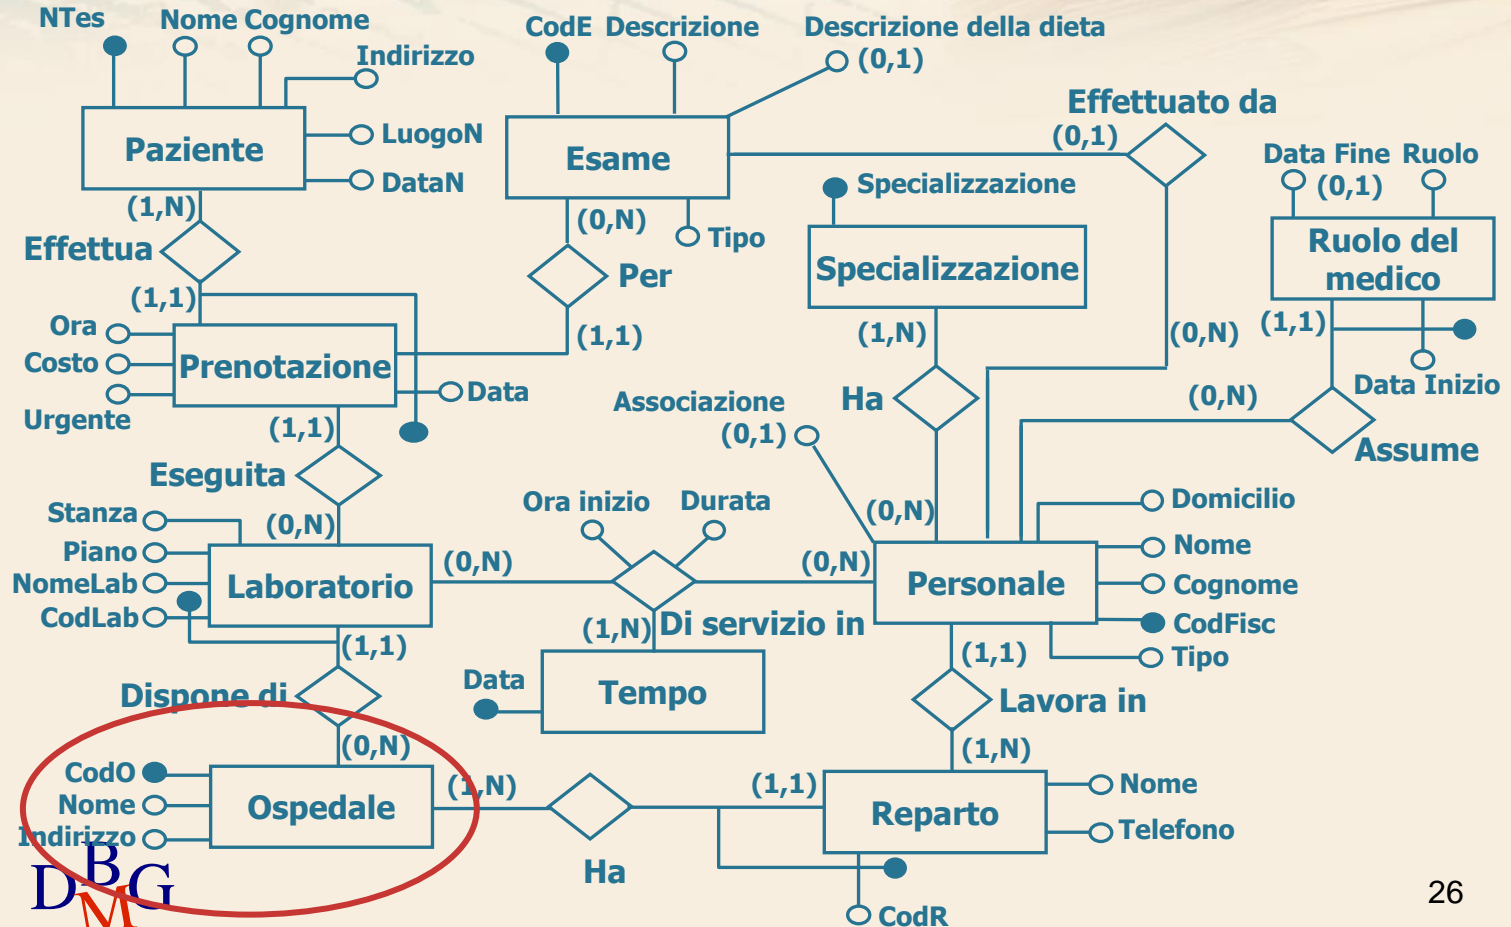 NTes
Nome Cognome
Indirizzo
Paziente
LuogoN
DataN
(1,N)
Effettua
(1,1)
CodE Descrizione
Descrizione della dieta
(0,1)
Esame
(0,N)
Tipo
Per
(1,1)
Effettuato da
(0,1)
(0,N)
Specializzazione
Specializzazione
(1,N)
Ha
(0,N)
Data Fine Ruolo
(0,1)
Ruolo del
medico
(1,1)
Data Inizio
(0,N)
Assume
Ora
Costo
Urgente
Prenotazione
Data
(1,1)
Eseguita
(0,N)
Stanza
Piano
NomeLab
CodLab
Laboratorio
(0,N)
Ora inizio
Durata
Associazione
(0,1)
(0,N)
Di servizio in
(1,N)
Data
Tempo
Personale
Domicilio
Nome
Cognome
CodFisc
Tipo
(1,1)
Lavora in
(1,N)
(1,1)
Dispone di
(0,N)
CodO
Nome
Indirizzo
Ospedale
(1,N)
Ha
(1,1)
Reparto
Nome
Telefono
CodR
DBMG
26